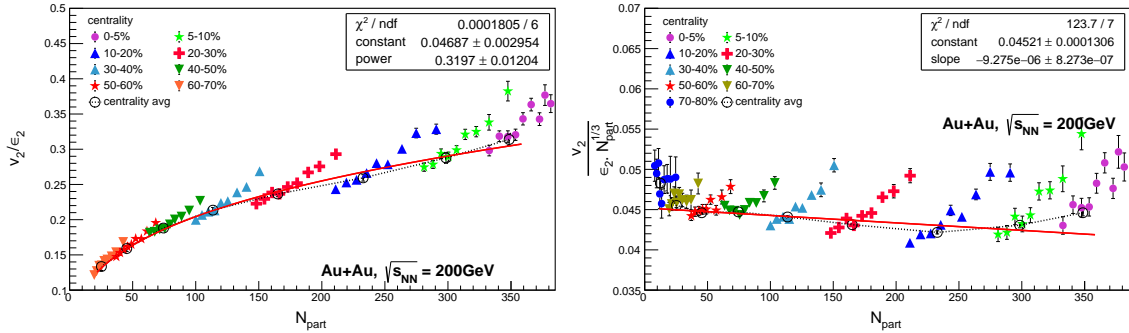 centrality
0-5%
5-10%
10-20%
20-30%
30-40%
40-50%
50-60%
60-70%
centrality avg
χ² / ndf 0.0001805 / 6
constant 0.04687 ± 0.002954
power 0.3197 ± 0.01204
v₂/ε₂
0.45
0.4
0.35
0.3
0.25
0.2
0.15
0.1
Au+Au, √sNN = 200GeV
0 50 100 150 200 250 300 350
Npart
centrality
0-5%
5-10%
10-20%
20-30%
30-40%
40-50%
50-60%
60-70%
70-80%
centrality avg
χ² / ndf 123.7 / 7
constant 0.04521 ± 0.0001306
slope −9.275e−06 ± 8.273e−07
v₂
ε₂. Npart^1/3
0.07
0.065
0.06
0.055
0.05
0.045
0.04
0.035
Au+Au, √sNN = 200GeV
0 50 100 150 200 250 300 350
Npart